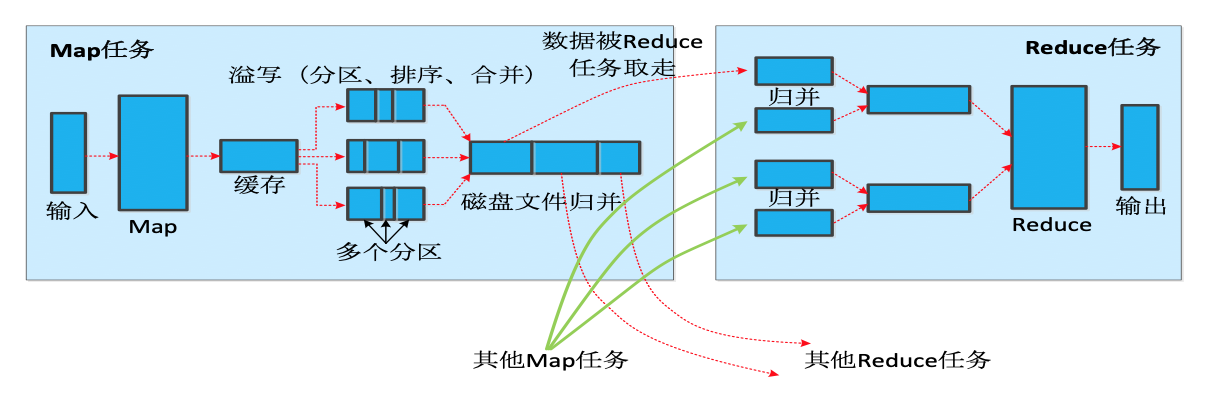 Map任务
溢写（分区、排序、合并）
输入
Map
缓存
多个分区
磁盘文件归并
数据被Reduce
任务取走
Reduce任务
归并
归并
Reduce
输出
其他Map任务
其他Reduce任务